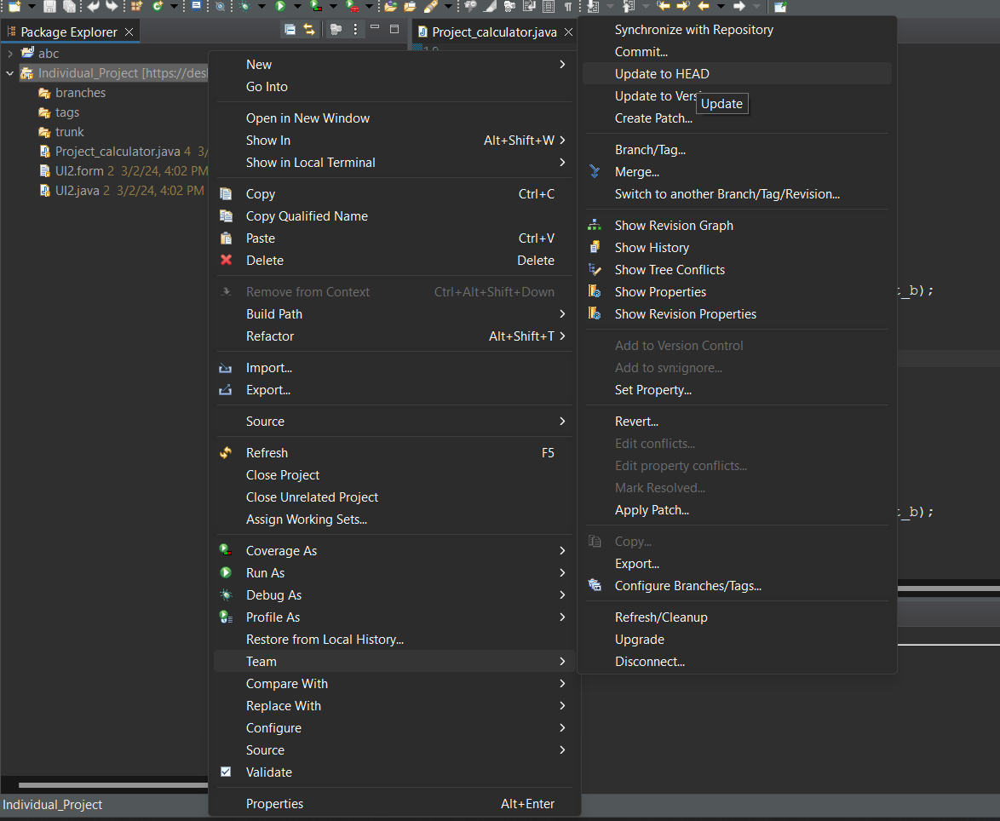 Package Explorer
Project_calculator.java
abc
Individual_Project [https://des
branches
tags
trunk
Project_calculator.java 4 3/
UI2.form 2 3/2/24, 4:02 PM
UI2.java 2 3/2/24, 4:02 PM
New
Go Into
Open in New Window
Show In Alt+Shift+W
Show in Local Terminal
Copy Ctrl+C
Copy Qualified Name
Paste Ctrl+V
Delete Delete
Remove from Context Ctrl+Alt+Shift+Down
Build Path
Refactor Alt+Shift+T
Import...
Export...
Source
Refresh F5
Close Project
Close Unrelated Project
Assign Working Sets...
Coverage As
Run As
Debug As
Profile As
Restore from Local History...
Team
Compare With
Replace With
Configure
Source
Validate
Properties Alt+Enter
Synchronize with Repository
Commit...
Update to HEAD
Update to Vers
Update
Create Patch...
Branch/Tag...
Merge...
Switch to another Branch/Tag/Revision...
Show Revision Graph
Show History
Show Tree Conflicts
Show Properties
Show Revision Properties
Add to Version Control
Add to svn:ignore...
Set Property...
Revert...
Edit conflicts...
Edit property conflicts...
Mark Resolved...
Apply Patch...
Copy...
Export...
Configure Branches/Tags...
Refresh/Cleanup
Upgrade
Disconnect...
t_b);
t_b);
Individual_Project